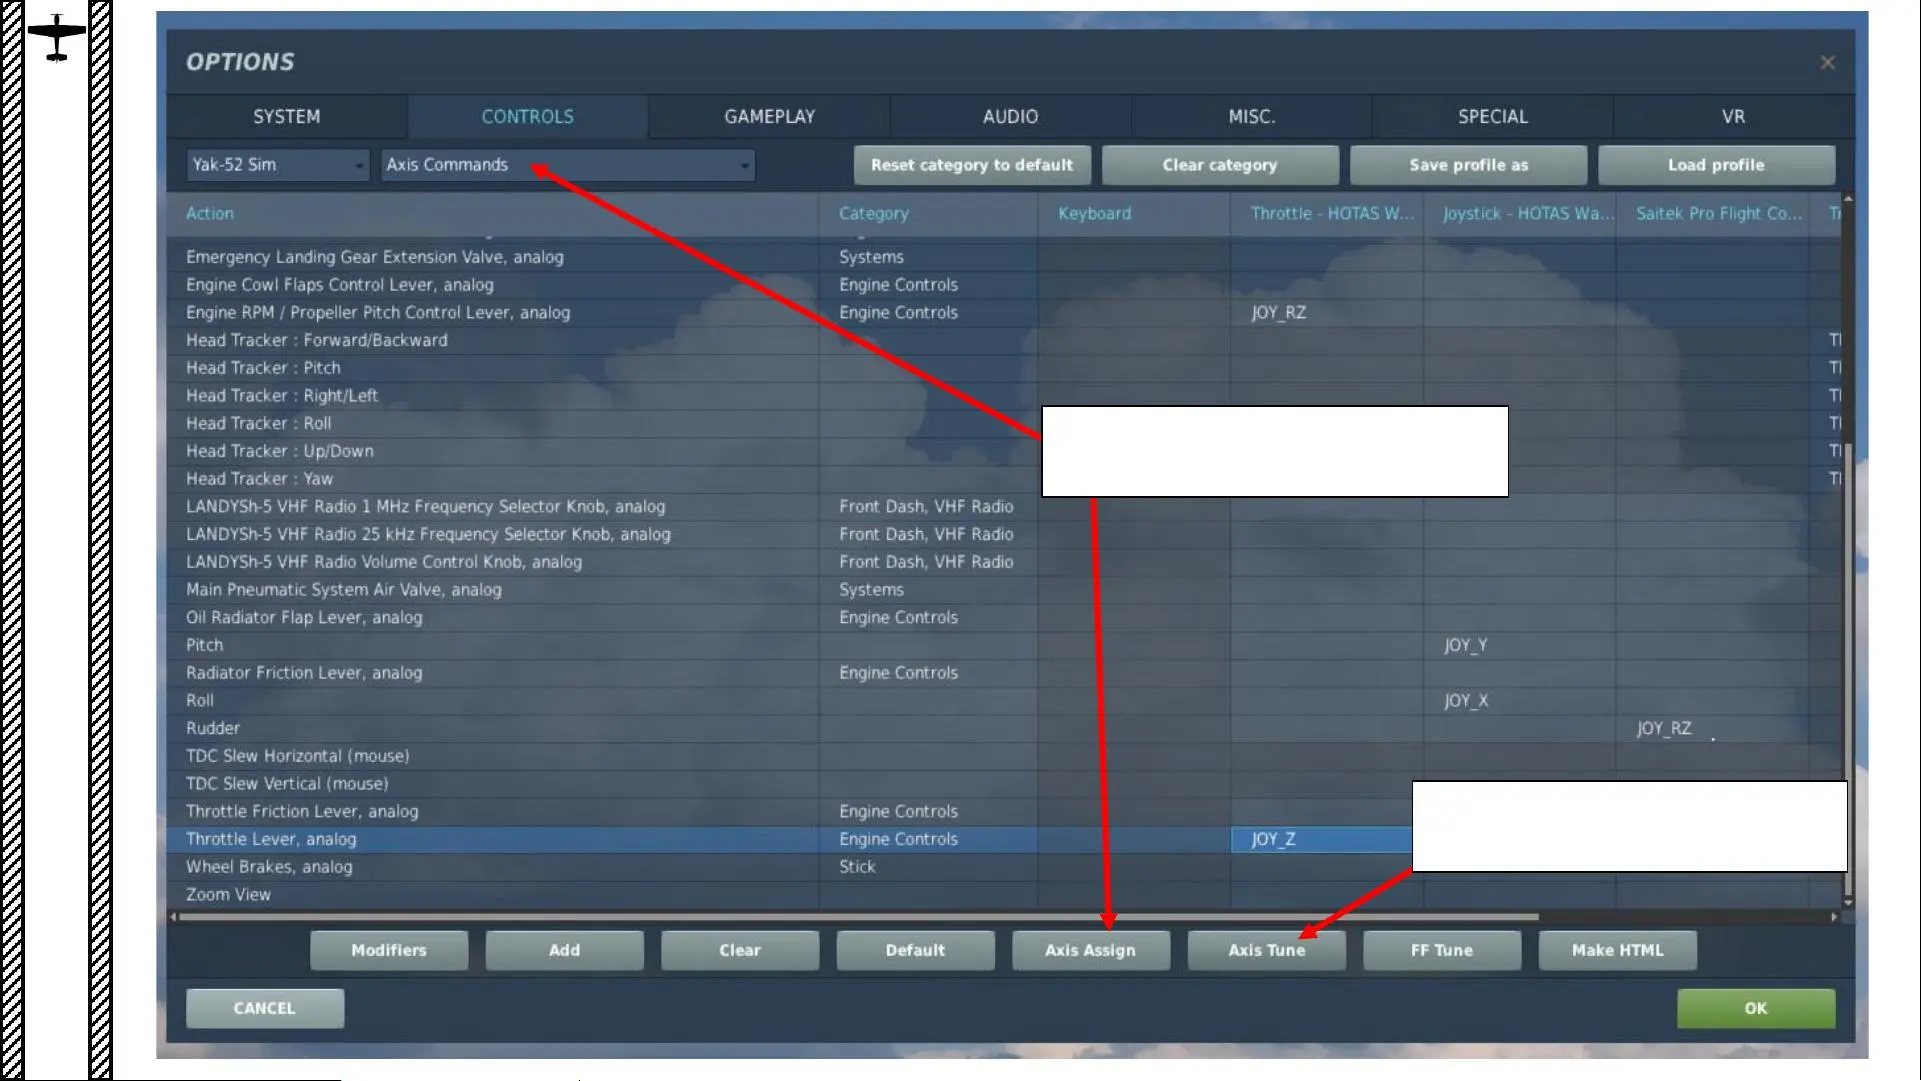 OPTIONS
SYSTEM CONTROLS GAMEPLAY AUDIO MISC. SPECIAL VR
Yak-52 Sim Axis Commands Reset category to default Clear category Save profile as Load profile
Action Category Keyboard Throttle - HOTAS W... Joystick - HOTAS Wa... Saitek Pro Flight Co...
Emergency Landing Gear Extension Valve, analog Systems
Engine Cowl Flaps Control Lever, analog Engine Controls
Engine RPM / Propeller Pitch Control Lever, analog Engine Controls JOY_RZ
Head Tracker : Forward/Backward
Head Tracker : Pitch
Head Tracker : Right/Left
Head Tracker : Roll
Head Tracker : Up/Down
Head Tracker : Yaw
LANDYSh-5 VHF Radio 1 MHz Frequency Selector Knob, analog Front Dash, VHF Radio
LANDYSh-5 VHF Radio 25 kHz Frequency Selector Knob, analog Front Dash, VHF Radio
LANDYSh-5 VHF Radio Volume Control Knob, analog Front Dash, VHF Radio
Main Pneumatic System Air Valve, analog Systems
Oil Radiator Flap Lever, analog Engine Controls
Pitch JOY_Y
Radiator Friction Lever, analog Engine Controls
Roll JOY_X
Rudder JOY_RZ
TDC Slew Horizontal (mouse)
TDC Slew Vertical (mouse)
Throttle Friction Lever, analog Engine Controls
Throttle Lever, analog Engine Controls JOY_Z
Wheel Brakes, analog Stick
Zoom View
Modifiers Add Clear Default Axis Assign Axis Tune FF Tune Make HTML
CANCEL OK